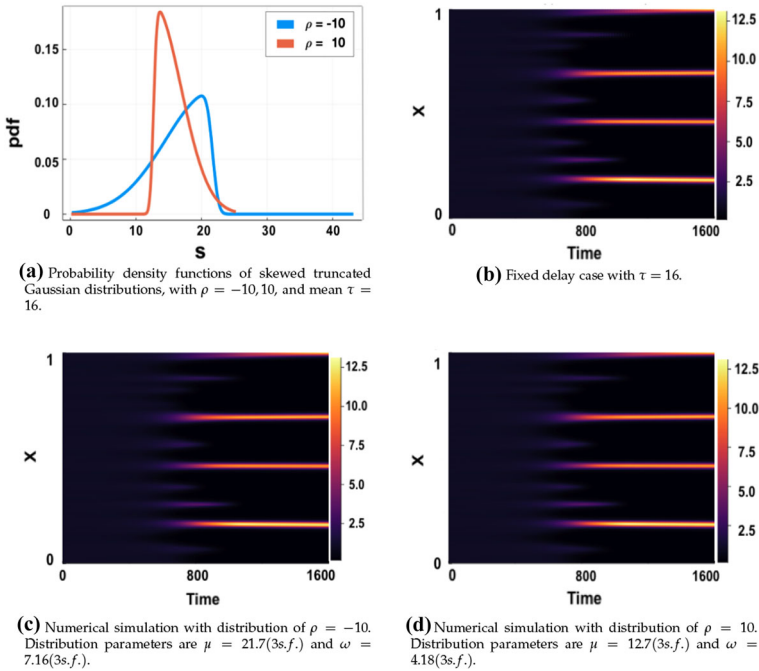 pdf
0.15
0.10
0.05
0
0
10
20
30
40
s
ρ = -10
ρ = 10
(a) Probability density functions of skewed truncated
Gaussian distributions, with ρ = −10, 10, and mean τ =
16.
1
X
0
0
800
1600
Time
12.5
10.0
7.5
5.0
2.5
(b) Fixed delay case with τ = 16.
1
X
0
0
800
1600
Time
12.5
10.0
7.5
5.0
2.5
(c) Numerical simulation with distribution of ρ = −10.
Distribution parameters are μ = 21.7(3s.f.) and ω =
7.16(3s.f.).
1
X
0
0
800
1600
Time
12.5
10.0
7.5
5.0
2.5
(d) Numerical simulation with distribution of ρ = 10.
Distribution parameters are μ = 12.7(3s.f.) and ω =
4.18(3s.f.).